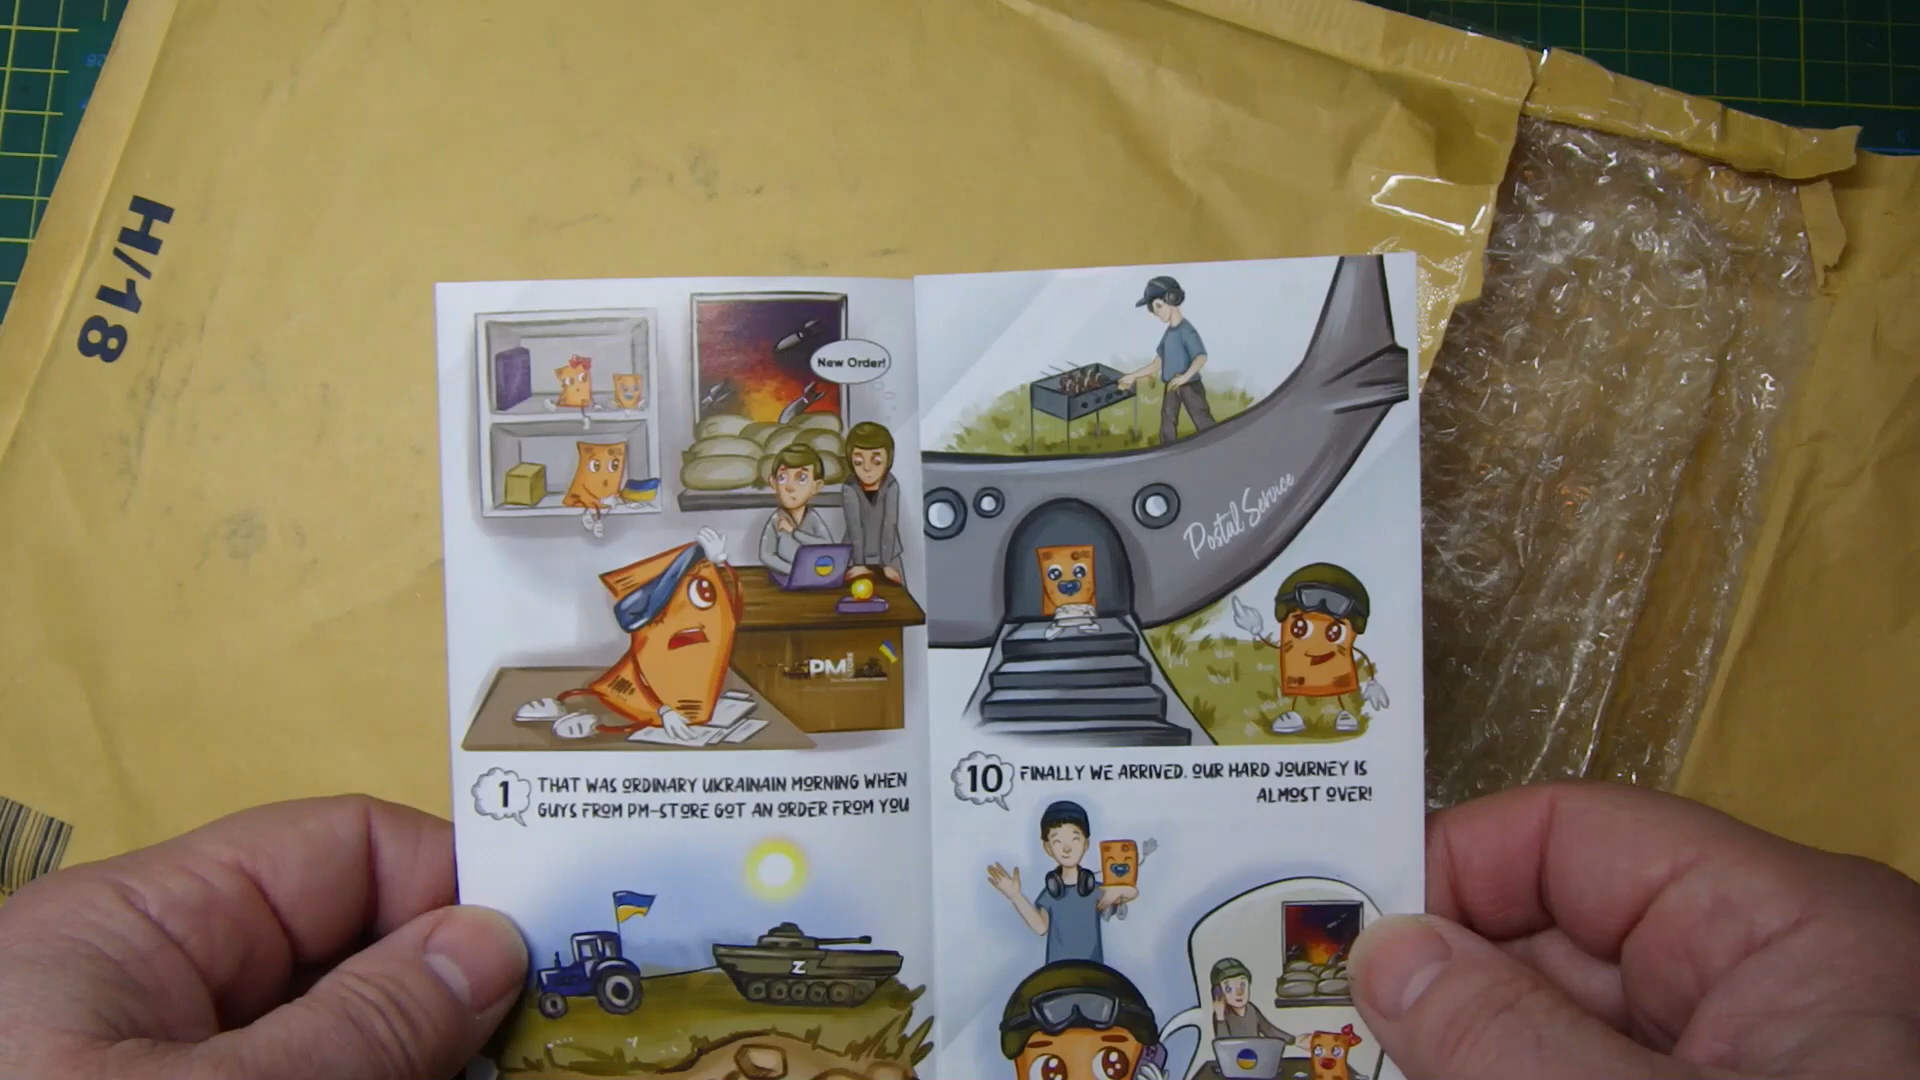 H/18
New Order!
PM
STORE
1
THAT WAS ORDINARY UKRAINAIN MORNING WHEN
GUYS FROM PM-STORE GOT AN ORDER FROM YOU
Z
Postal Service
10
FINALLY WE ARRIVED. OUR HARD JOURNEY IS
ALMOST OVER!